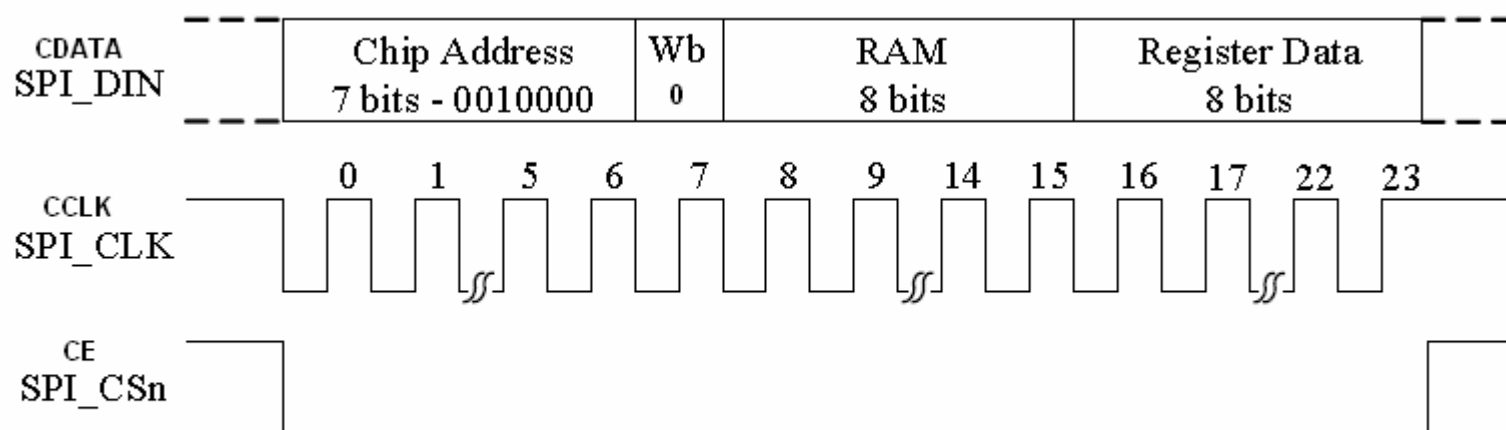 CDATA
SPI_DIN
Chip Address
7 bits - 0010000
Wb
0
RAM
8 bits
Register Data
8 bits
0 1 5 6 7 8 9 14 15 16 17 22 23
CCLK
SPI_CLK
CE
SPI_CSn